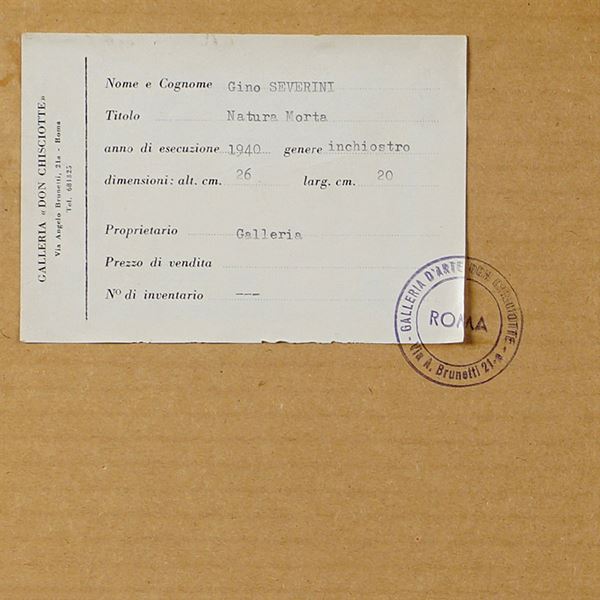 GALLERIA «DON CHISCIOTTE»
Via Angelo Brunetti, 21a - Roma
Tel. 681825
Nome e Cognome Gino SEVERINI
Titolo Natura Morta
anno di esecuzione 1940 genere inchiostro
dimensioni: alt. cm. 26 larg. cm. 20
Proprietario Galleria
Prezzo di vendita
N° di inventario ---
- GALLERIA D'ARTE DON CHISCIOTTE -
ROMA
Via A. Brunetti 21-a